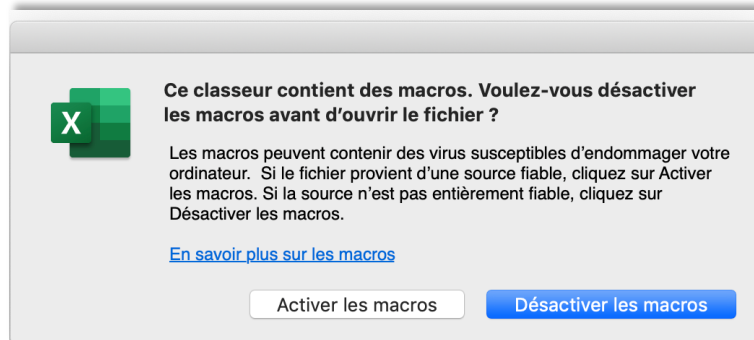 X
Ce classeur contient des macros. Voulez-vous désactiver
les macros avant d’ouvrir le fichier ?
Les macros peuvent contenir des virus susceptibles d’endommager votre
ordinateur.  Si le fichier provient d’une source fiable, cliquez sur Activer
les macros. Si la source n’est pas entièrement fiable, cliquez sur
Désactiver les macros.
En savoir plus sur les macros
Activer les macros
Désactiver les macros